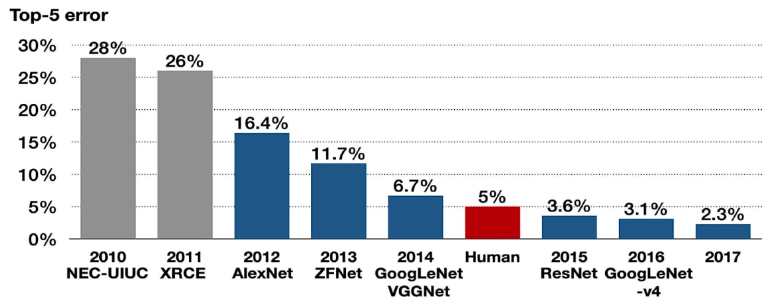 Top-5 error
30%
25%
20%
15%
10%
5%
0%
28%
26%
16.4%
11.7%
6.7%
5%
3.6%
3.1%
2.3%
2010
NEC-UIUC
2011
XRCE
2012
AlexNet
2013
ZFNet
2014
GoogLeNet
VGGNet
Human
2015
ResNet
2016
GoogLeNet
-v4
2017